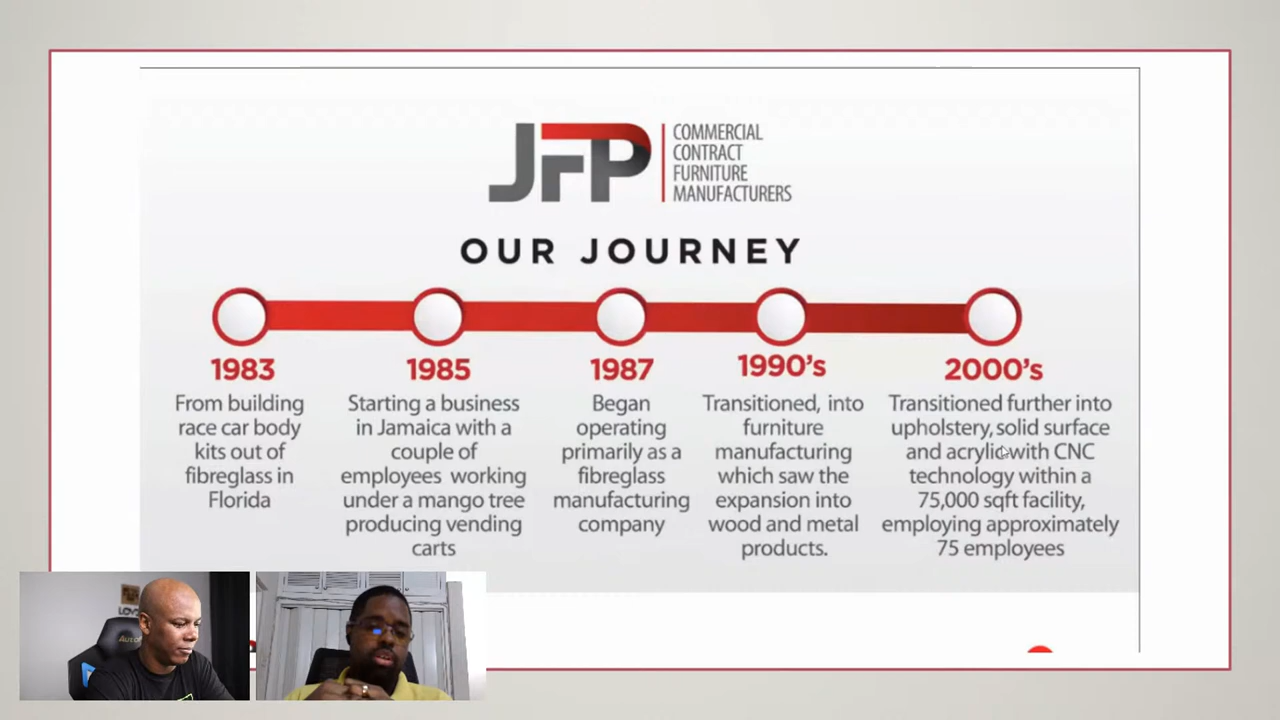 JFP
COMMERCIAL
CONTRACT
FURNITURE
MANUFACTURERS
OUR JOURNEY
1983
From building
race car body
kits out of
fibreglass in
Florida
1985
Starting a business
in Jamaica with a
couple of
employees working
under a mango tree
producing vending
carts
1987
Began
operating
primarily as a
fibreglass
manufacturing
company
1990's
Transitioned, into
furniture
manufacturing
which saw the
expansion into
wood and metal
products.
2000's
Transitioned further into
upholstery, solid surface
and acrylic with CNC
technology within a
75,000 sqft facility,
employing approximately
75 employees